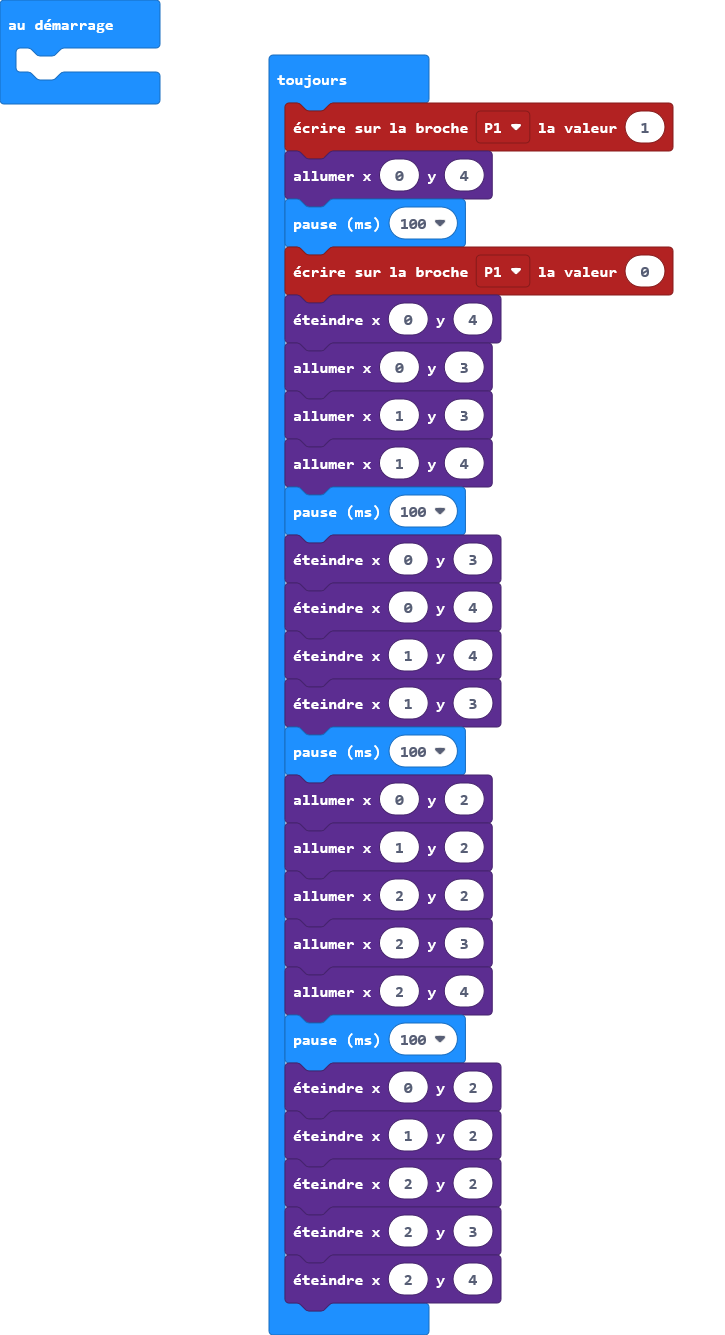 au démarrage
toujours
écrire sur la broche P1 la valeur 1
allumer x 0 y 4
pause (ms) 100
écrire sur la broche P1 la valeur 0
éteindre x 0 y 4
allumer x 0 y 3
allumer x 1 y 3
allumer x 1 y 4
pause (ms) 100
éteindre x 0 y 3
éteindre x 0 y 4
éteindre x 1 y 4
éteindre x 1 y 3
pause (ms) 100
allumer x 0 y 2
allumer x 1 y 2
allumer x 2 y 2
allumer x 2 y 3
allumer x 2 y 4
pause (ms) 100
éteindre x 0 y 2
éteindre x 1 y 2
éteindre x 2 y 2
éteindre x 2 y 3
éteindre x 2 y 4